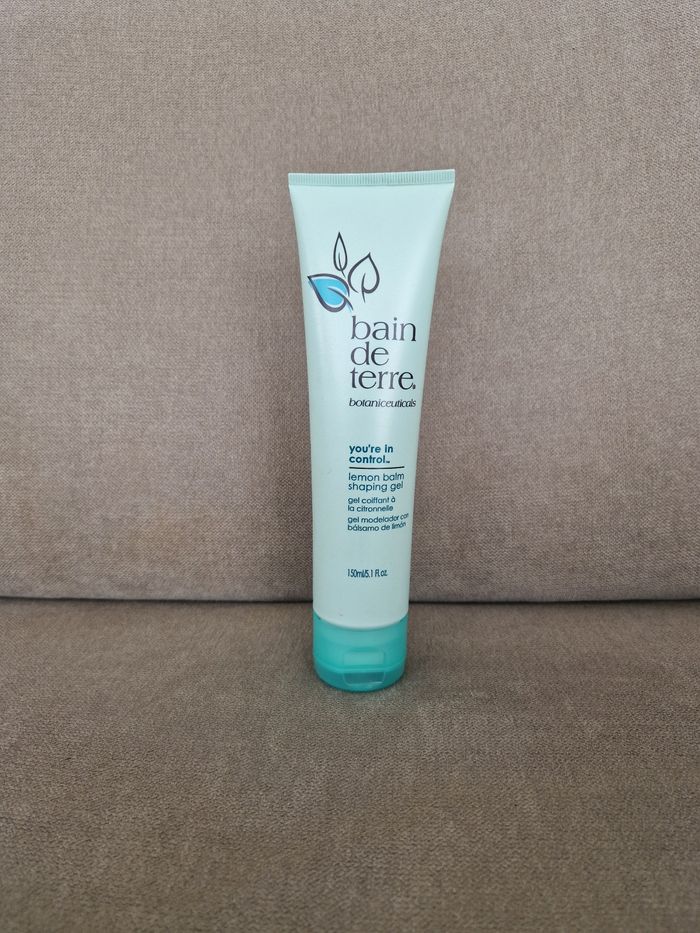 bain
de
terre®
botaniceuticals
you're in
control™
lemon balm
shaping gel
gel coiffant à
la citronnelle
gel modelador con
bálsamo de limón
150ml/5.1 fl.oz.